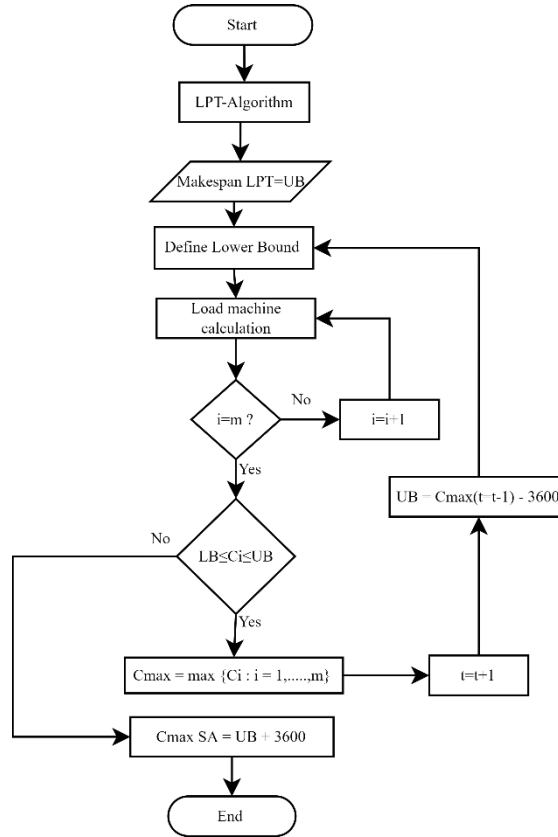 Start
LPT-Algorithm
Makespan LPT=UB
Define Lower Bound
Load machine
calculation
i=m ?
No
i=i+1
Yes
UB = Cmax(t=t-1) - 3600
No
LB≤Ci≤UB
Yes
Cmax = max {Ci : i = 1,.....,m}
t=t+1
Cmax SA = UB + 3600
End